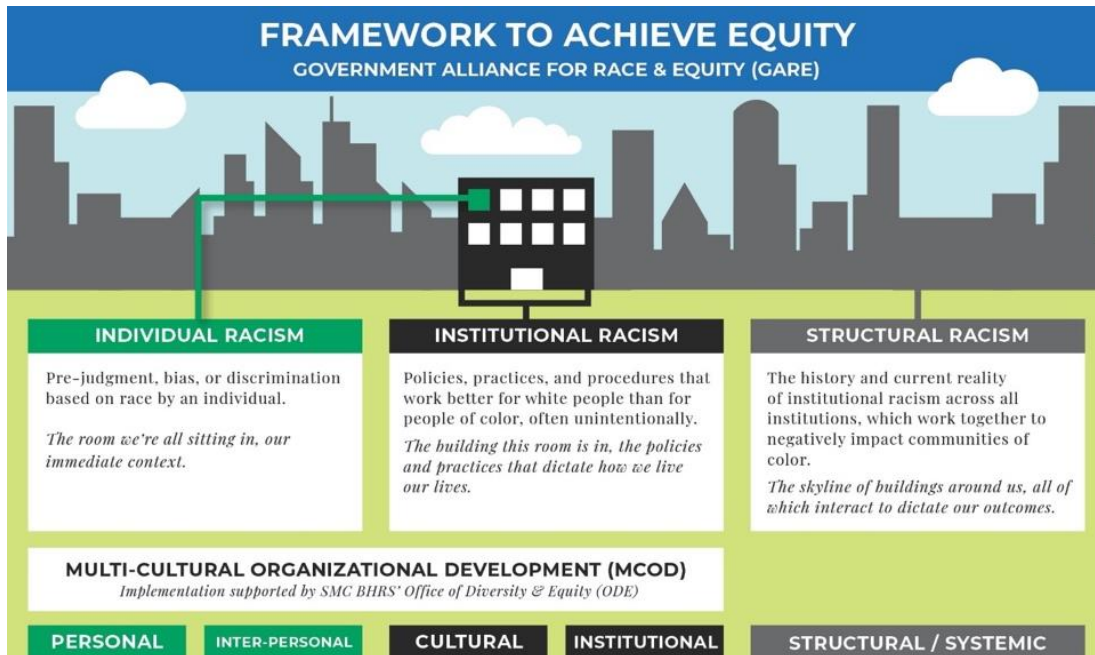 FRAMEWORK TO ACHIEVE EQUITY
GOVERNMENT ALLIANCE FOR RACE & EQUITY (GARE)
INDIVIDUAL RACISM
Pre-judgment, bias, or discrimination
based on race by an individual.
The room we're all sitting in, our
immediate context.
INSTITUTIONAL RACISM
Policies, practices, and procedures that
work better for white people than for
people of color, often unintentionally.
The building this room is in, the policies
and practices that dictate how we live
our lives.
STRUCTURAL RACISM
The history and current reality
of institutional racism across all
institutions, which work together to
negatively impact communities of
color.
The skyline of buildings around us, all of
which interact to dictate our outcomes.
MULTI-CULTURAL ORGANIZATIONAL DEVELOPMENT (MCOD)
Implementation supported by SMC BHRS' Office of Diversity & Equity (ODE)
PERSONAL
INTER-PERSONAL
CULTURAL
INSTITUTIONAL
STRUCTURAL / SYSTEMIC